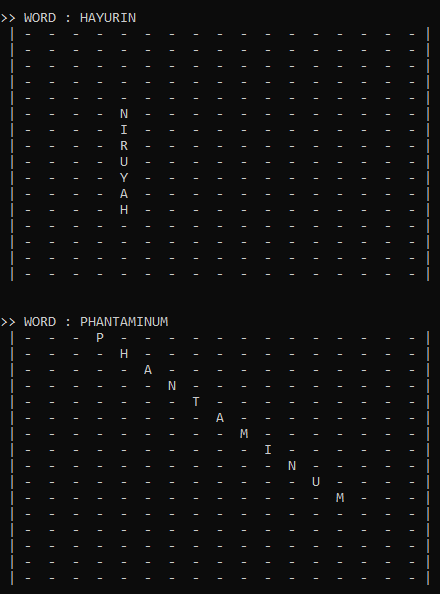 >> WORD : HAYURIN
| - - - - - - - - - - - - - - - - - |
| - - - - - - - - - - - - - - - - - |
| - - - - - - - - - - - - - - - - - |
| - - - - - - - - - - - - - - - - - |
| - - - - - - - - - - - - - - - - - |
| - - - - N - - - - - - - - - - - - |
| - - - - I - - - - - - - - - - - - |
| - - - - R - - - - - - - - - - - - |
| - - - - U - - - - - - - - - - - - |
| - - - - Y - - - - - - - - - - - - |
| - - - - A - - - - - - - - - - - - |
| - - - - H - - - - - - - - - - - - |
| - - - - - - - - - - - - - - - - - |
| - - - - - - - - - - - - - - - - - |
| - - - - - - - - - - - - - - - - - |
| - - - - - - - - - - - - - - - - - |
>> WORD : PHANTAMINUM
| - - - P - - - - - - - - - - - - - |
| - - - - H - - - - - - - - - - - - |
| - - - - - A - - - - - - - - - - - |
| - - - - - - N - - - - - - - - - - |
| - - - - - - - T - - - - - - - - - |
| - - - - - - - - A - - - - - - - - |
| - - - - - - - - - M - - - - - - - |
| - - - - - - - - - - I - - - - - - |
| - - - - - - - - - - - N - - - - - |
| - - - - - - - - - - - - U - - - - |
| - - - - - - - - - - - - - M - - - |
| - - - - - - - - - - - - - - - - - |
| - - - - - - - - - - - - - - - - - |
| - - - - - - - - - - - - - - - - - |
| - - - - - - - - - - - - - - - - - |
| - - - - - - - - - - - - - - - - - |